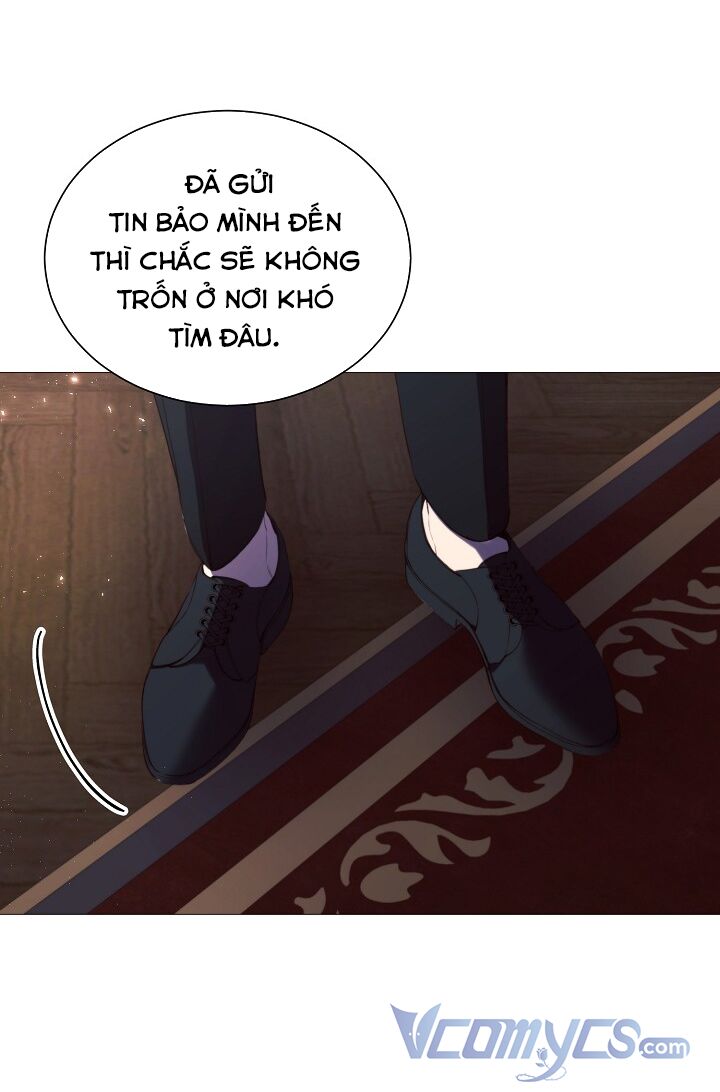 ĐÃ GỬI
TIN BẢO MÌNH ĐẾN
THÌ CHẮC SẼ KHÔNG
TRỐN Ở NƠI KHÓ
TÌM ĐÂU.
VCOMYCS.com